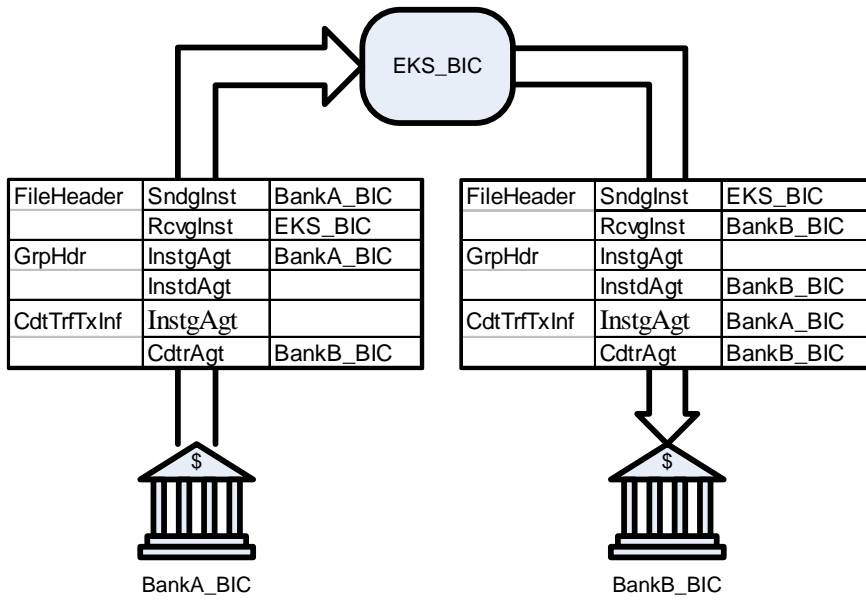 EKS_BIC
FileHeader SndgInst BankA_BIC
RcvgInst EKS_BIC
GrpHdr InstgAgt BankA_BIC
InstdAgt
CdtTrfTxInf InstgAgt
CdtrAgt BankB_BIC
$
BankA_BIC
FileHeader SndgInst EKS_BIC
RcvgInst BankB_BIC
GrpHdr InstgAgt
InstdAgt BankB_BIC
CdtTrfTxInf InstgAgt BankA_BIC
CdtrAgt BankB_BIC
$
BankB_BIC